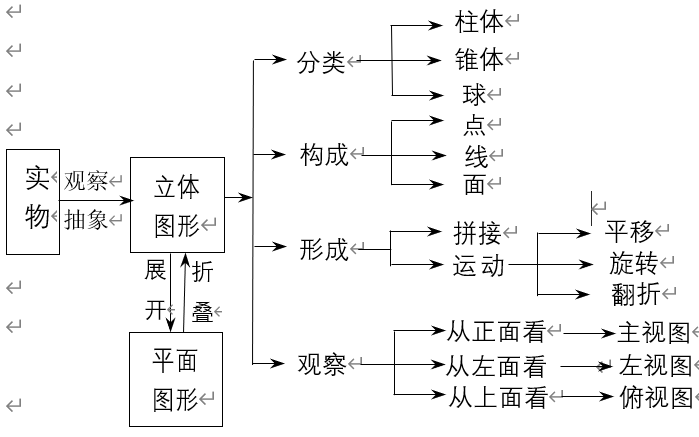 实
物
观察
抽象
立体
图形
展
开
折
叠
平面
图形
分类
柱体
锥体
球
构成
点
线
面
形成
拼接
运动
平移
旋转
翻折
观察
从正面看
主视图
从左面看
左视图
从上面看
俯视图